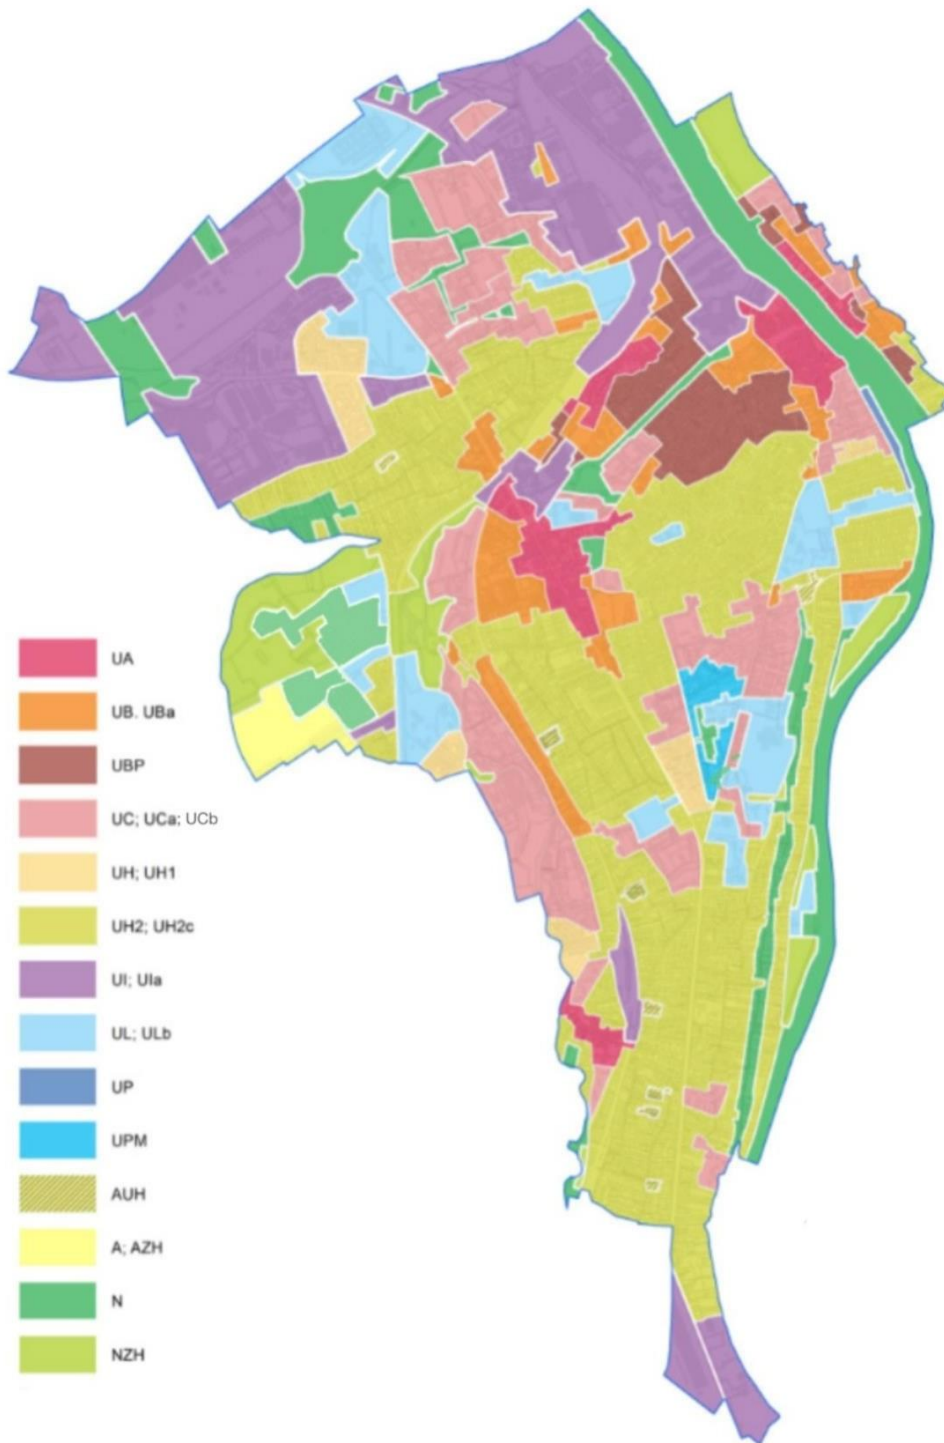 UA
UB. UBa
UBP
UC; UCa; UCb
UH; UH1
UH2; UH2c
UI; UIa
UL; ULb
UP
UPM
AUH
A; AZH
N
NZH